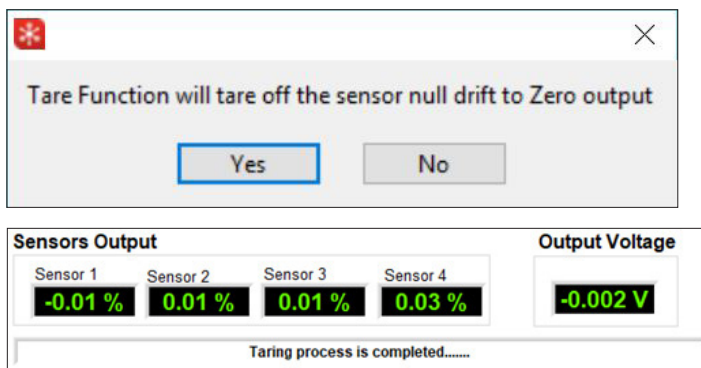 Tare Function will tare off the sensor null drift to Zero output
Yes No
Sensors Output Output Voltage
Sensor 1 Sensor 2 Sensor 3 Sensor 4
-0.01 % 0.01 % 0.01 % 0.03 % -0.002 V
Taring process is completed.......